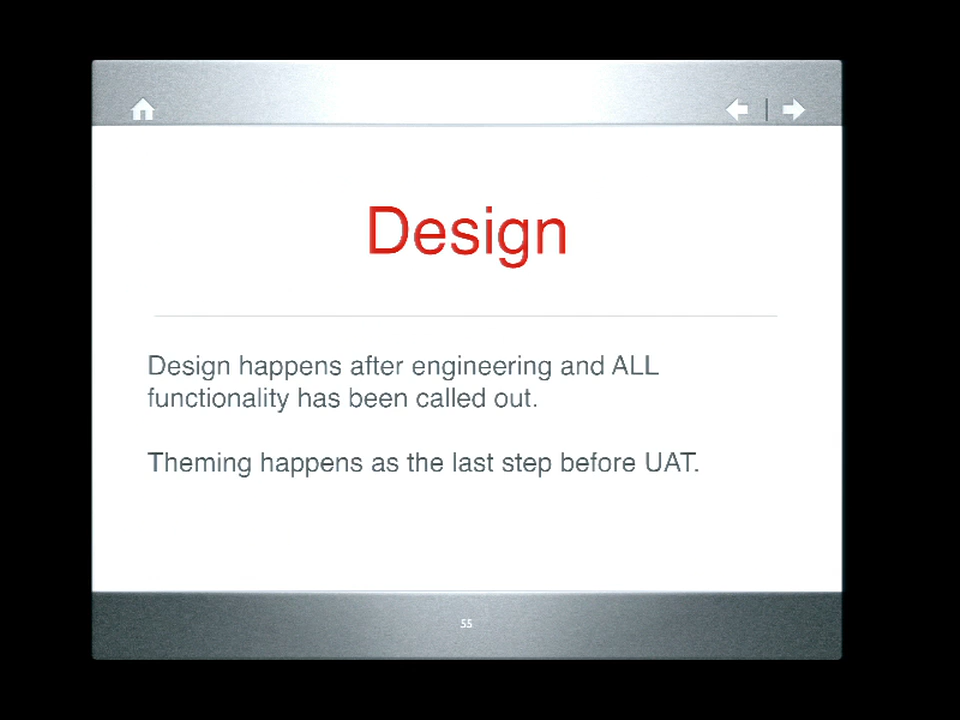 Design
Design happens after engineering and ALL
functionality has been called out.
Theming happens as the last step before UAT.
55